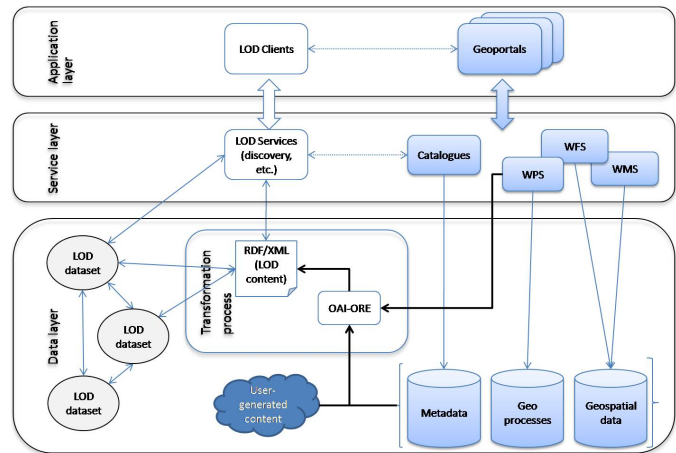 Application
layer
LOD Clients
Geoportals
Service layer
LOD Services
(discovery,
etc.)
Catalogues
WFS
WPS
WMS
Data layer
LOD
dataset
LOD
dataset
LOD
dataset
Transformation
process
RDF/XML
(LOD
content)
OAI-ORE
User-
generated
content
Metadata
Geo
processes
Geospatial
data